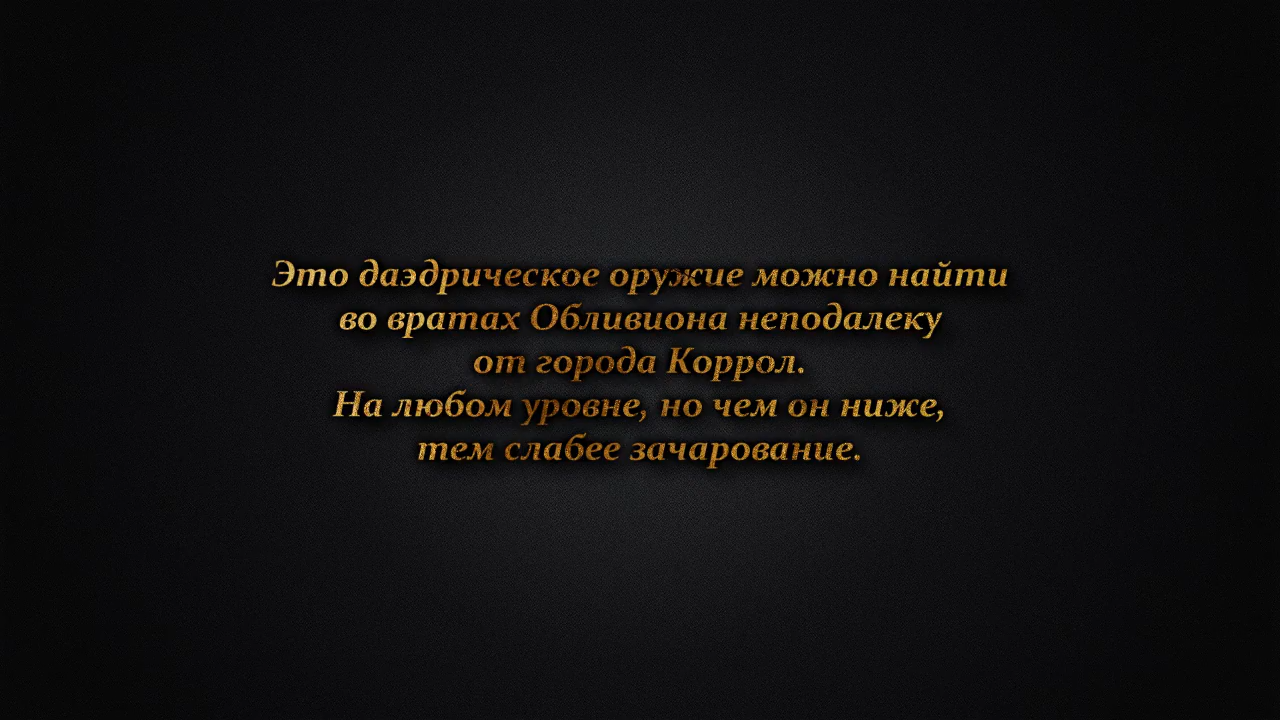 Это даэдрическое оружие можно найти
во вратах Обливиона неподалеку
от города Коррол.
На любом уровне, но чем он ниже,
тем слабее зачарование.